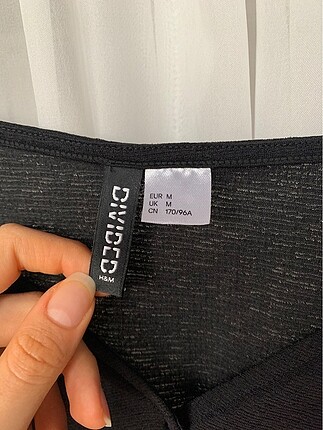 DIVIDED
H&M
EUR M
UK M
CN 170/96A